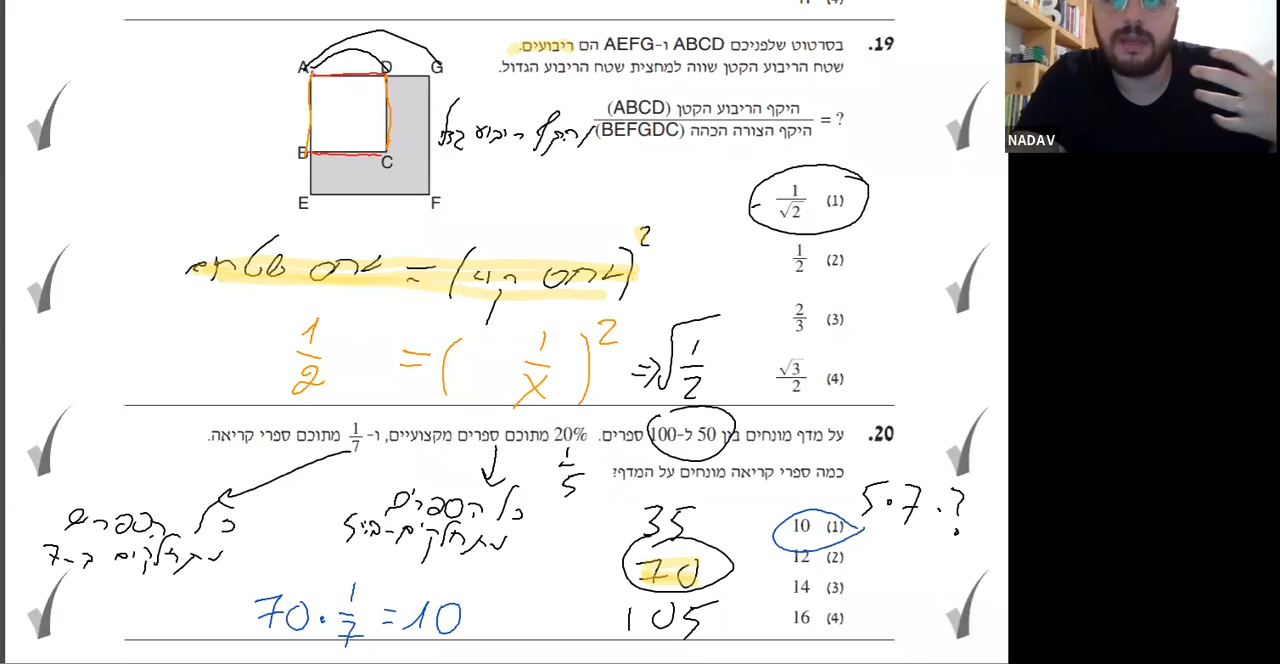 (4)
.19 בסרטוט שלפניכם ABCD ו-AEFG הם ריבועים.
שטח הריבוע הקטן שווה למחצית שטח הריבוע הגדול.
היקף הריבוע הקטן (ABCD)
היקף הצורה הכהה (BEFGDC)
= ?
A D G
B C
E F
היקף ריבוע גדול
(1) 1/√2
(2) 1/2
(3) 2/3
(4) √3/2
(יחס קוי)² = יחס שטחים
1/2 = (1/x)² => √1/2
.20 על מדף מונחים בין 50 ל-100 ספרים. 20% מתוכם ספרים מקצועיים, ו-1/7 מתוכם ספרי קריאה.
כמה ספרי קריאה מונחים על המדף?
1/5
כל הספרים
מתחלקים ב-5
כל הספרים
מתחלקים ב-7
5·7·?
35
70
105
(1) 10
(2) 12
(3) 14
(4) 16
70·1/7=10
NADAV